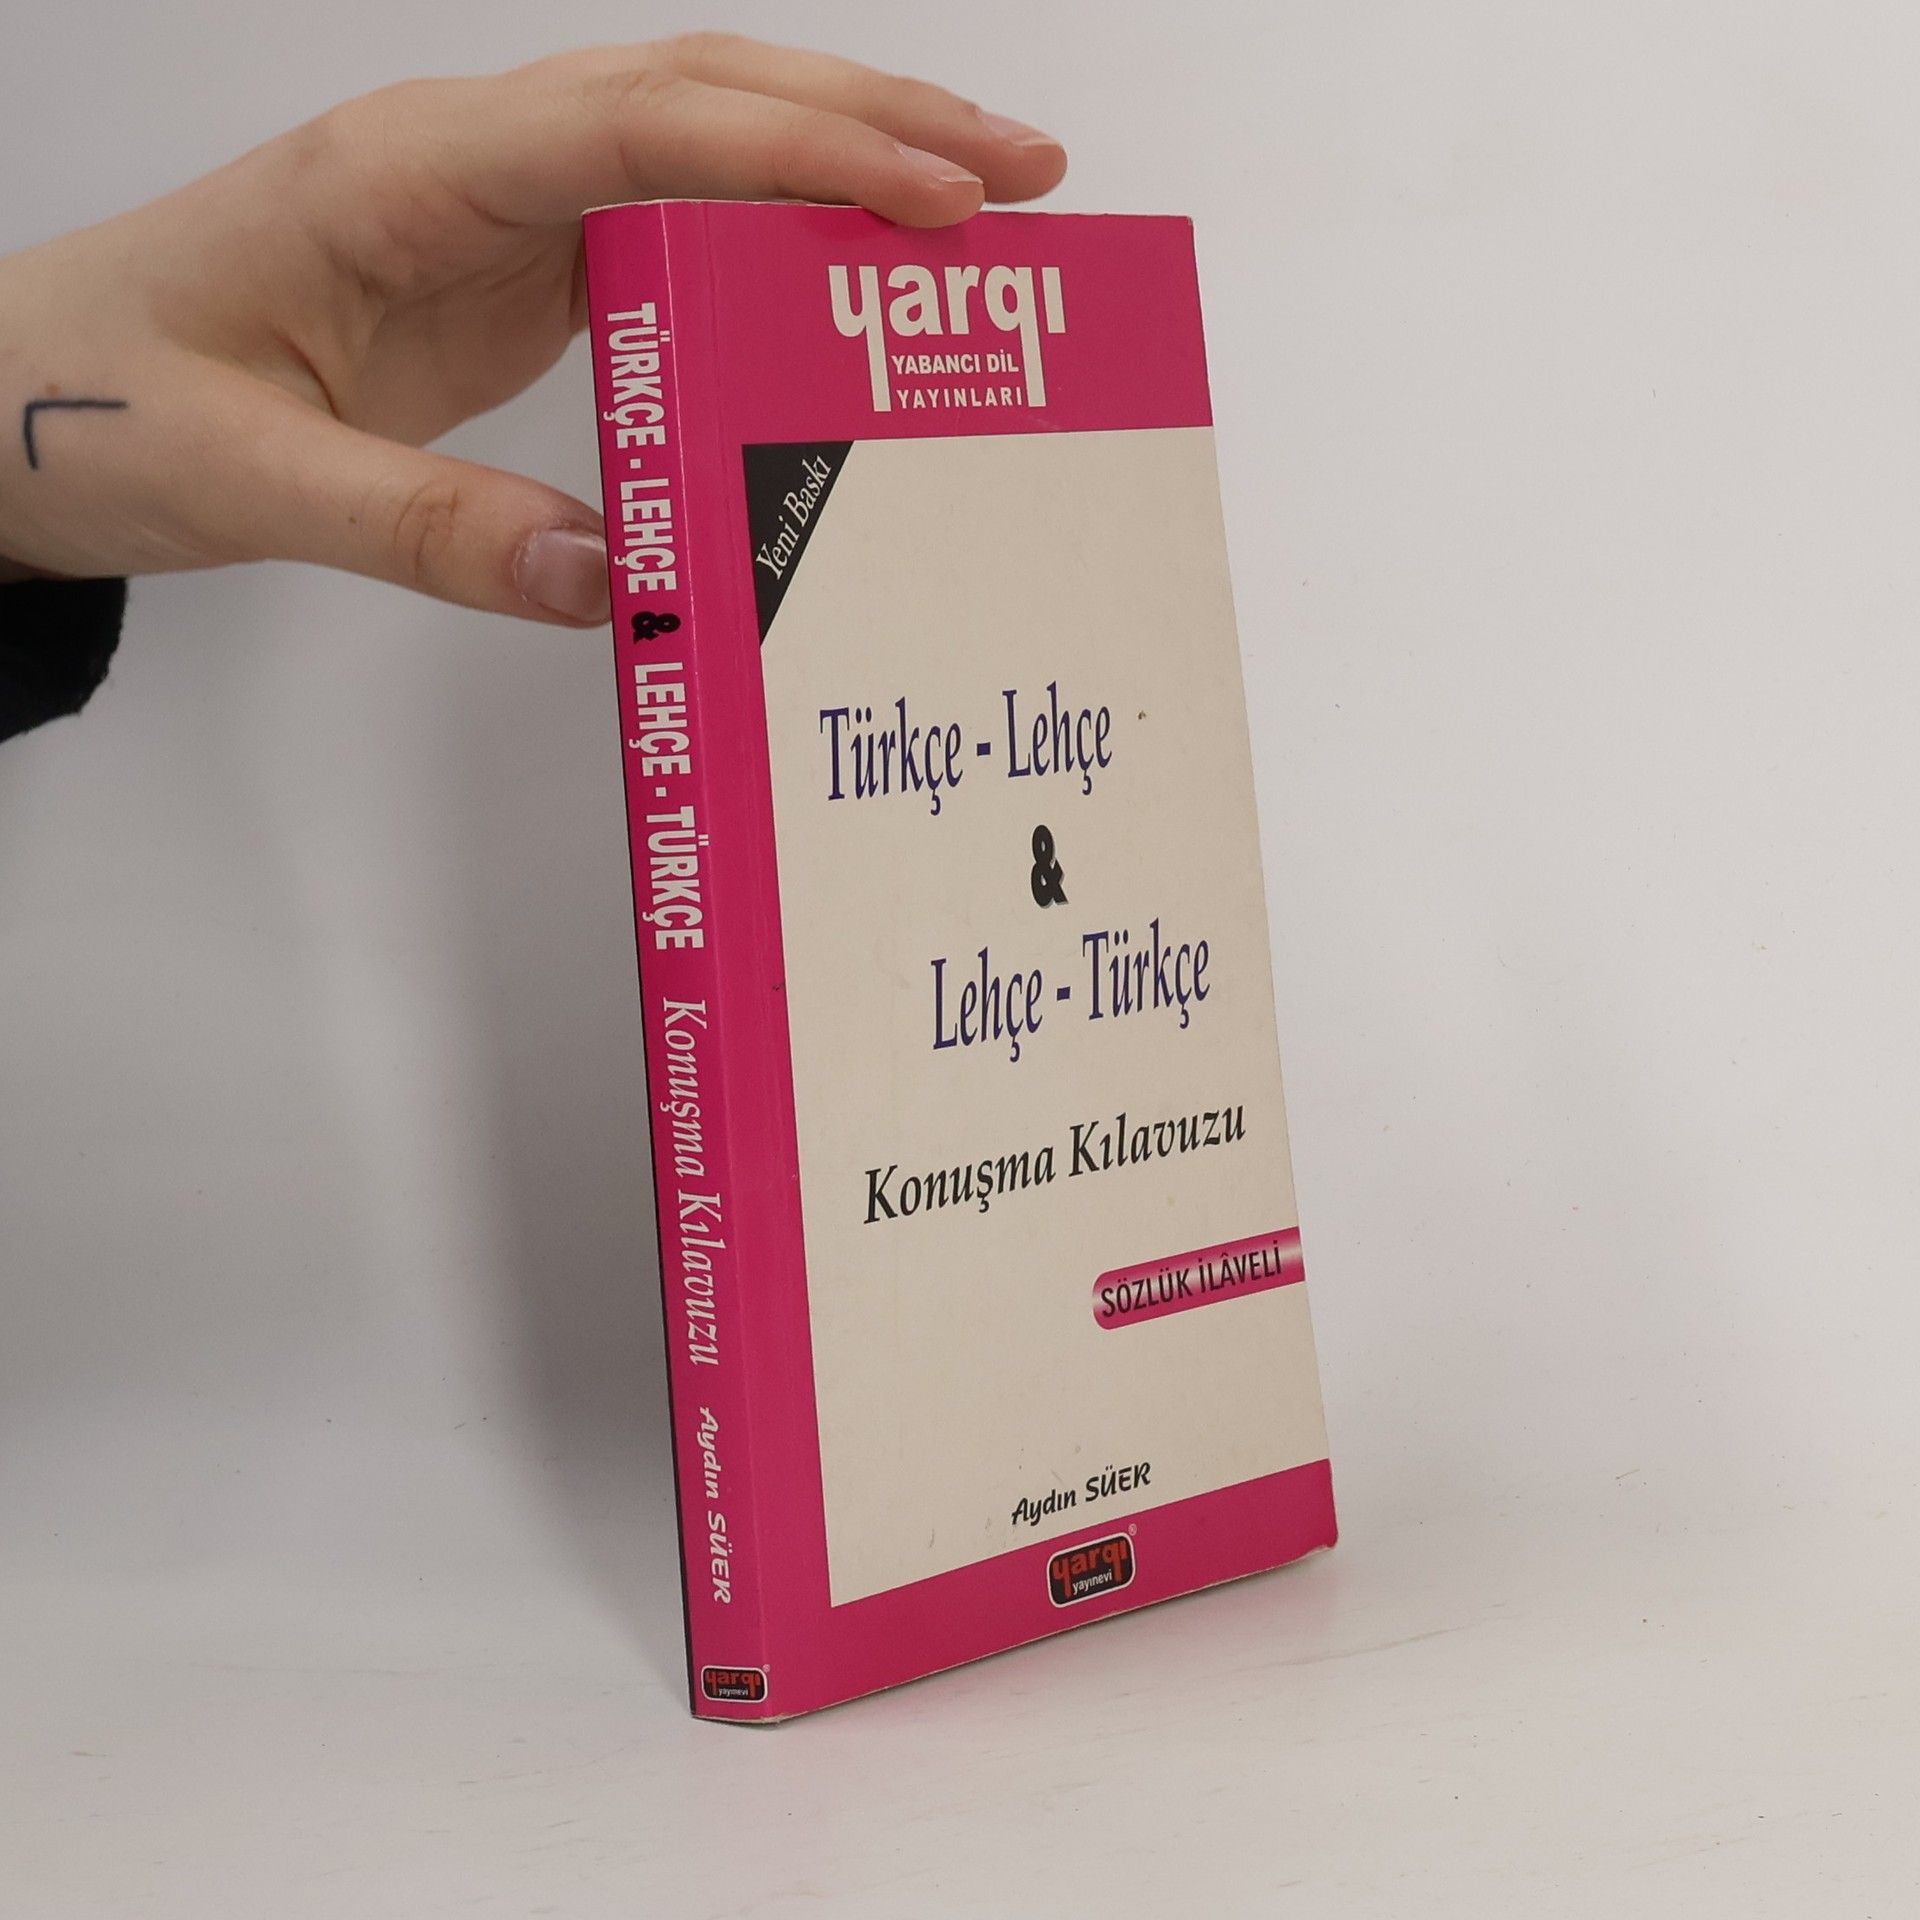 yargı
YABANCI DİL
YAYINLARI
Yeni Baskı
Türkçe - Lehçe
&
Lehçe - Türkçe
Konuşma Kılavuzu
SÖZLÜK İLÂVELİ
Aydın SÜER
yargı®
yayınevi
TÜRKÇE - LEHÇE & LEHÇE - TÜRKÇE Konuşma Kılavuzu Aydın SÜER
yargı®
yayınevi